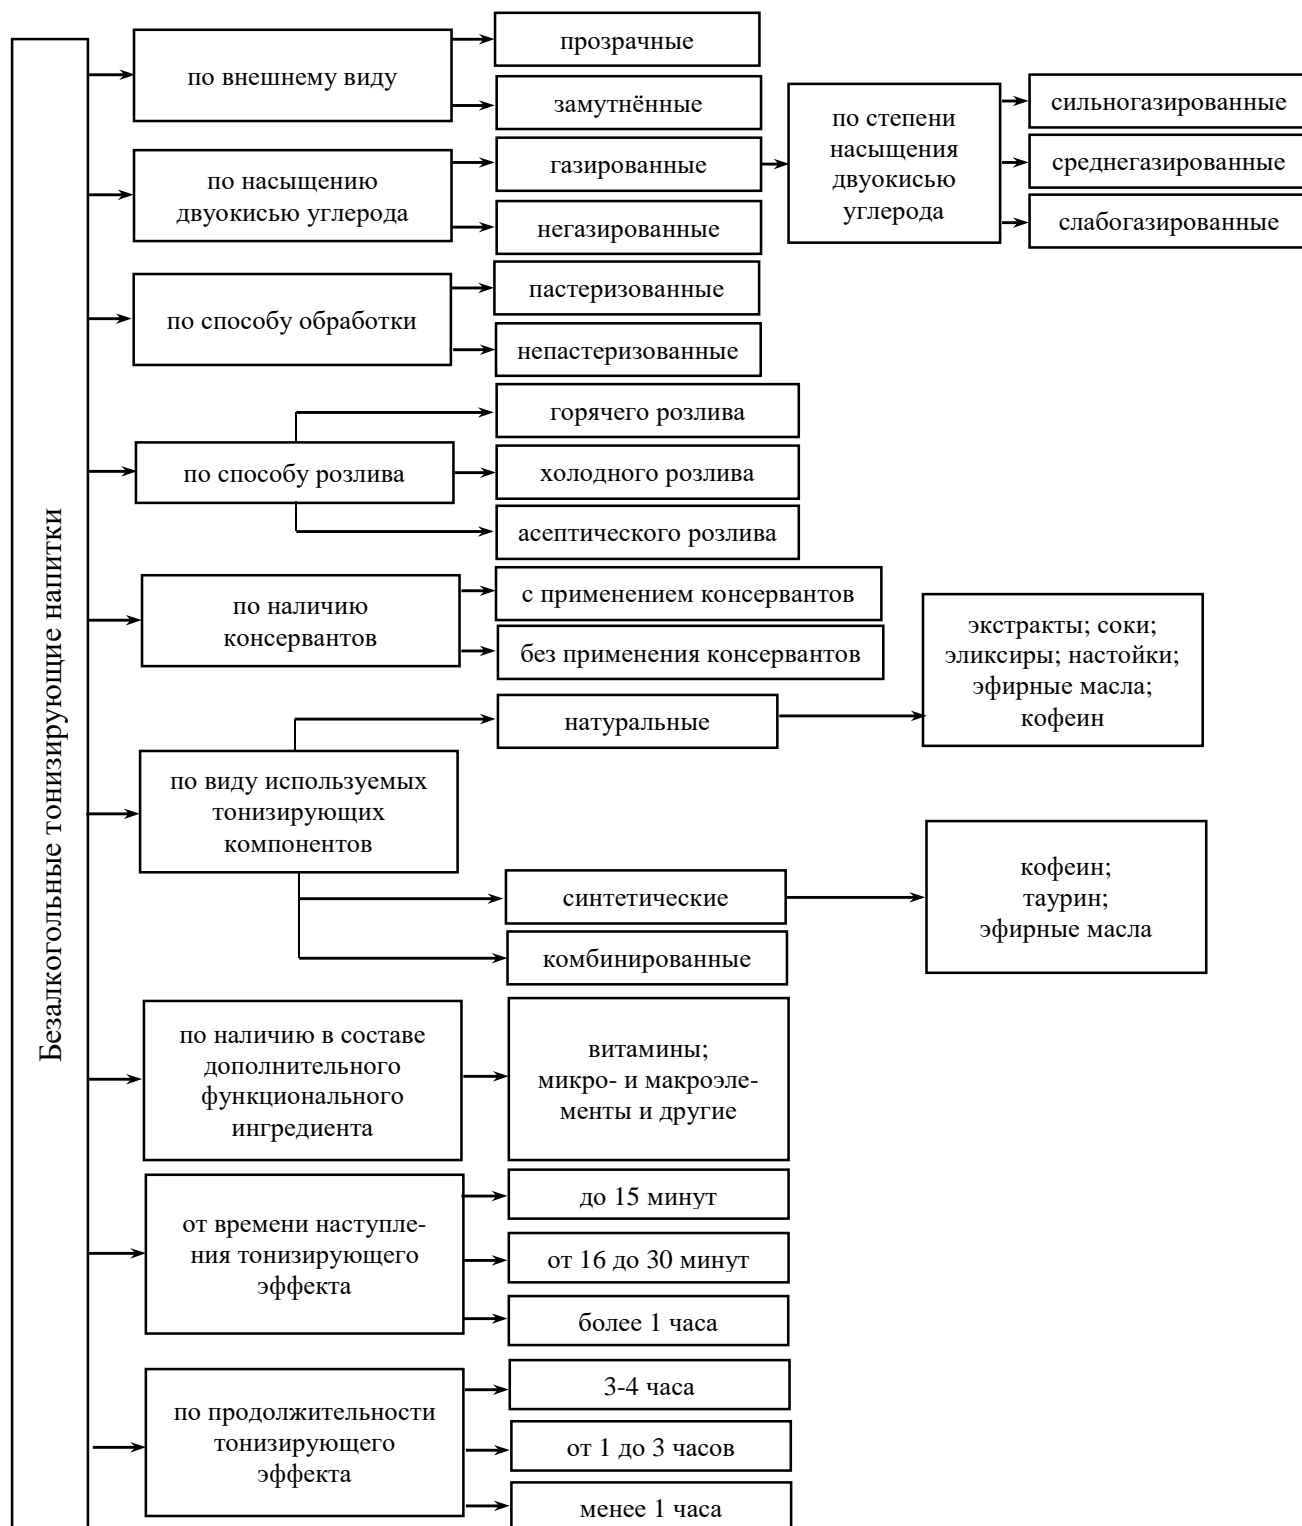 Безалкогольные тонизирующие напитки
по внешнему виду
прозрачные
замутнённые
по насыщению
двуокисью углерода
газированные
негазированные
по степени
насыщения
двуокисью
углерода
сильногазированные
среднегазированные
слабогазированные
по способу обработки
пастеризованные
непастеризованные
по способу розлива
горячего розлива
холодного розлива
асептического розлива
по наличию
консервантов
с применением консервантов
без применения консервантов
по виду используемых
тонизирующих
компонентов
натуральные
экстракты; соки;
эликсиры; настойки;
эфирные масла;
кофеин
синтетические
кофеин;
таурин;
эфирные масла
комбинированные
по наличию в составе
дополнительного
функционального
ингредиента
витамины;
микро- и макроэле-
менты и другие
от времени наступле-
ния тонизирующего
эффекта
до 15 минут
от 16 до 30 минут
более 1 часа
по продолжительности
тонизирующего
эффекта
3-4 часа
от 1 до 3 часов
менее 1 часа